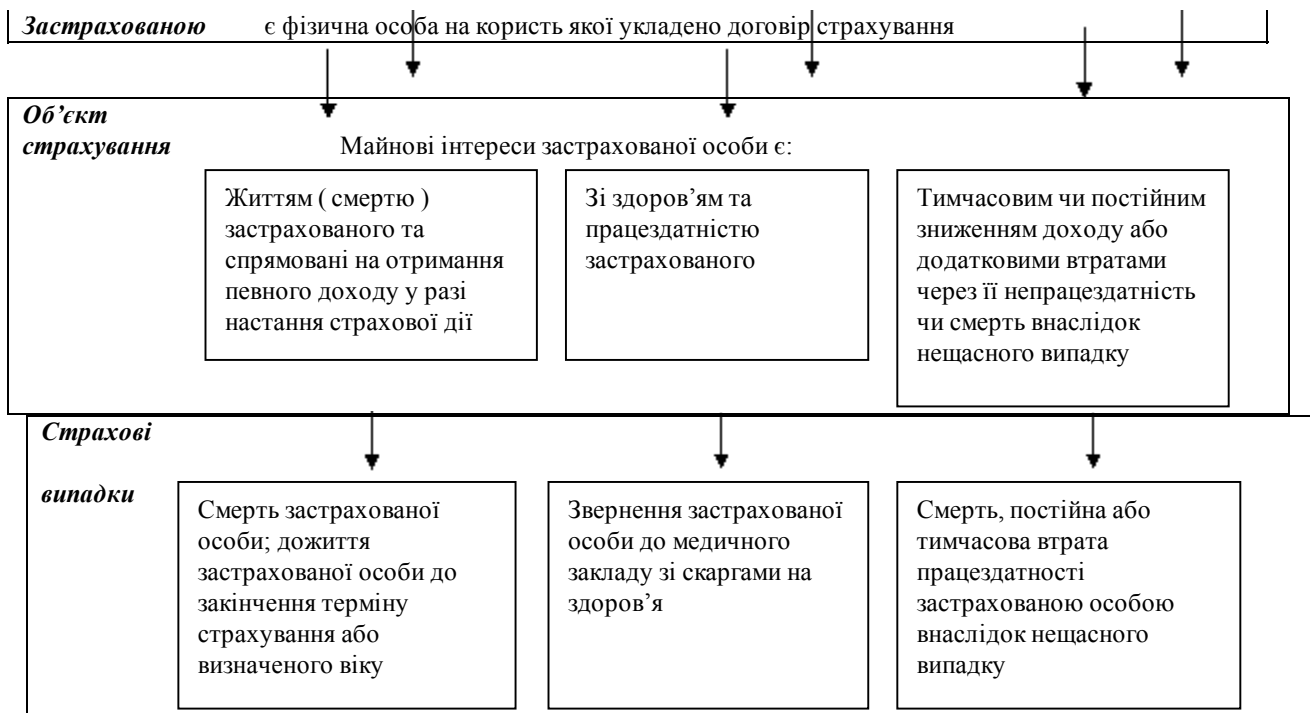 Застрахованою є фізична особа на користь якої укладено договір страхування
Об’єкт
страхування Майнові інтереси застрахованої особи є:
Життям ( смертю )
застрахованого та
спрямовані на отримання
певного доходу у разі
настання страхової дії
Зі здоров’ям та
працездатністю
застрахованого
Тимчасовим чи постійним
зниженням доходу або
додатковими втратами
через її непрацездатність
чи смерть внаслідок
нещасного випадку
Страхові
випадки
Смерть застрахованої
особи; дожиття
застрахованої особи до
закінчення терміну
страхування або
визначеного віку
Звернення застрахованої
особи до медичного
закладу зі скаргами на
здоров’я
Смерть, постійна або
тимчасова втрата
працездатності
застрахованою особою
внаслідок нещасного
випадку